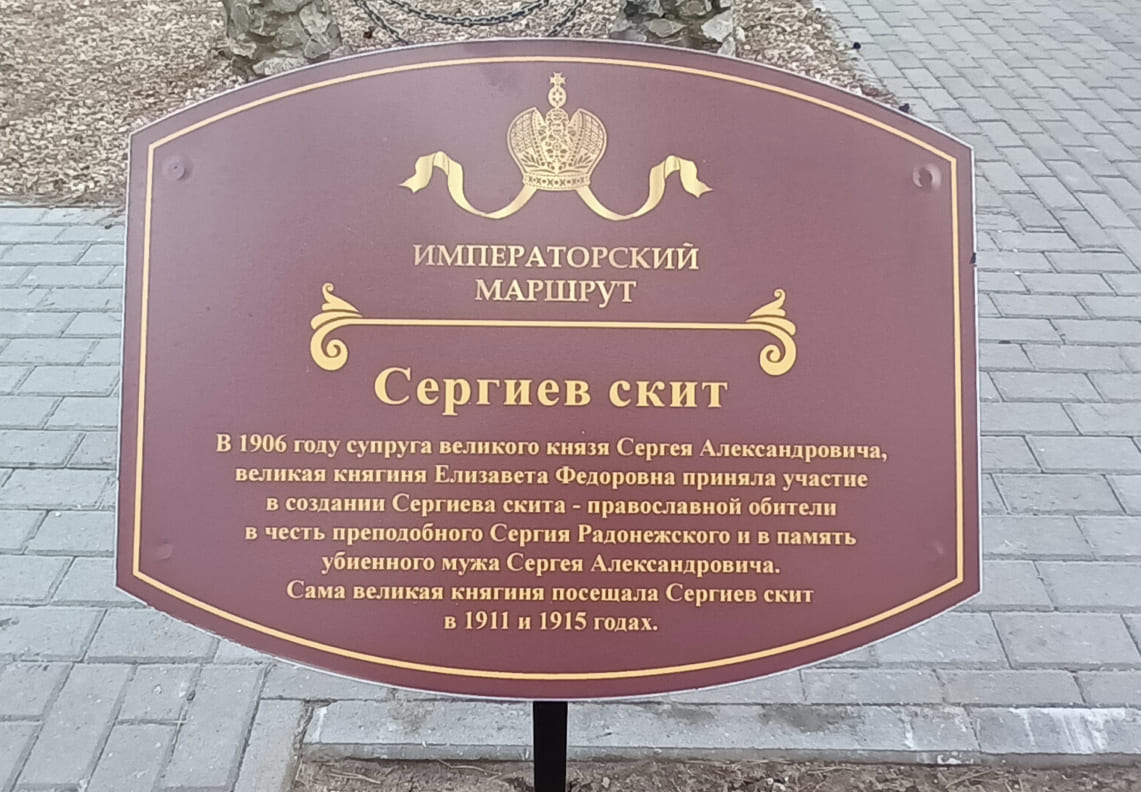 ИМПЕРАТОРСКИЙ
МАРШРУТ
Сергиев скит
В 1906 году супруга великого князя Сергея Александровича,
великая княгиня Елизавета Федоровна приняла участие
в создании Сергиева скита - православной обители
в честь преподобного Сергия Радонежского и в память
убиенного мужа Сергея Александровича.
Сама великая княгиня посещала Сергиев скит
в 1911 и 1915 годах.